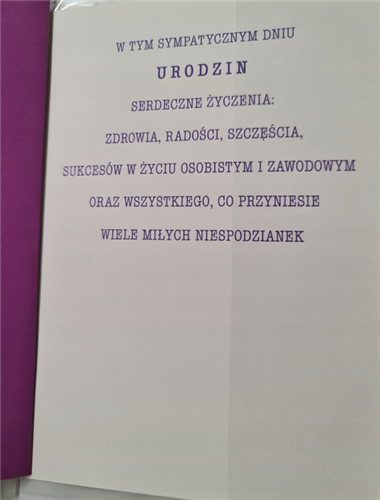 W TYM SYMPATYCZNYM DNIU
URODZIN
SERDECZNE ŻYCZENIA:
ZDROWIA, RADOŚCI, SZCZĘŚCIA,
SUKCESÓW W ŻYCIU OSOBISTYM I ZAWODOWYM
ORAZ WSZYSTKIEGO, CO PRZYNIESIE
WIELE MIŁYCH NIESPODZIANEK